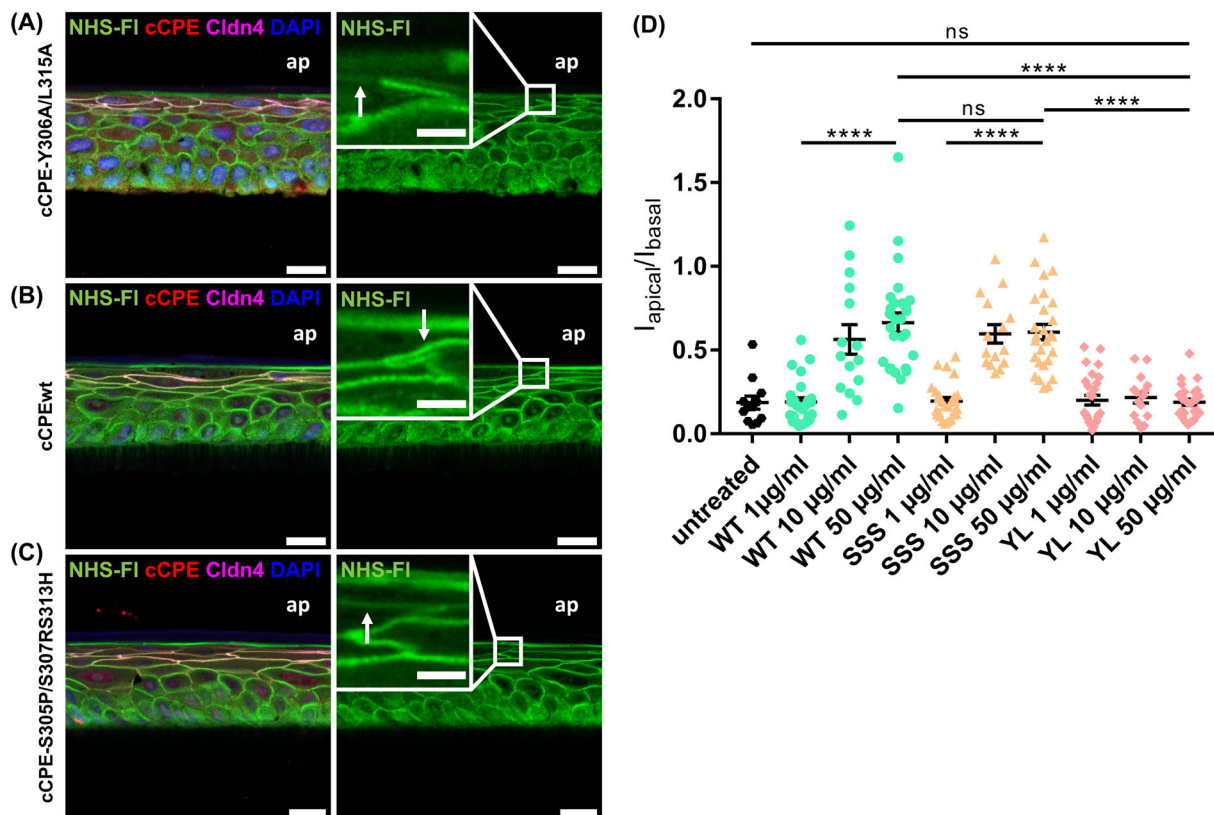 (A)
cCPE-Y306A/L315A
NHS-Fl cCPE Cldn4 DAPI
ap
NHS-Fl
ap
(B)
cCPEwt
NHS-Fl cCPE Cldn4 DAPI
ap
NHS-Fl
ap
(C)
cCPE-S305P/S307RS313H
NHS-Fl cCPE Cldn4 DAPI
ap
NHS-Fl
ap
(D)
ns
****
ns
****
****
****
Iapical/Ibasal
2.0
1.5
1.0
0.5
0.0
untreated
WT 1µg/ml
WT 10 µg/ml
WT 50 µg/ml
SSS 1 µg/ml
SSS 10 µg/ml
SSS 50 µg/ml
YL 1 µg/ml
YL 10 µg/ml
YL 50 µg/ml